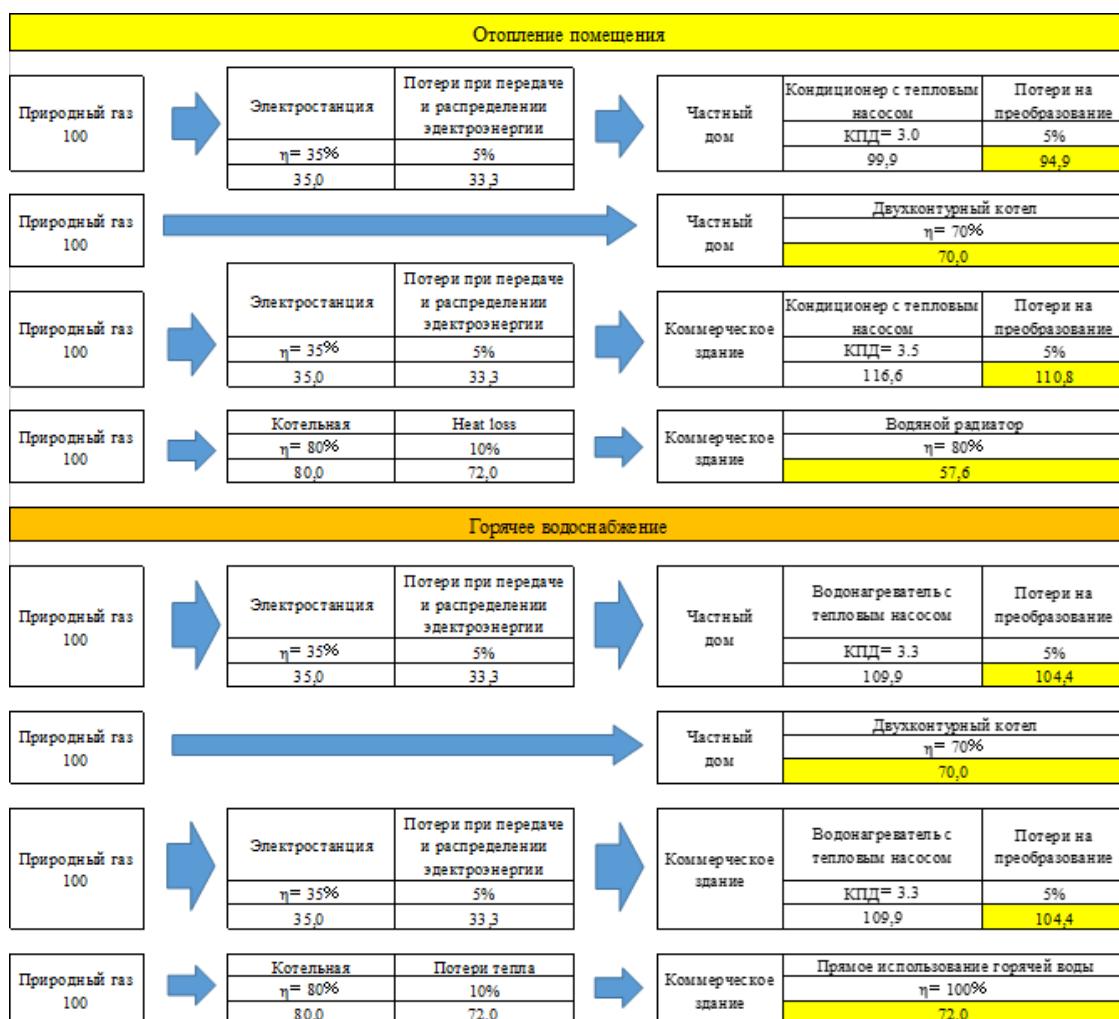 Отопление помещения
Природный газ
100
Электростанция
Потери при передаче
и распределении
эдектроэнергии
η= 35%
5%
35,0
33,3
Частный
дом
Кондиционер с тепловым
насосом
Потери на
преобразование
КПД= 3.0
5%
99,9
94,9
Природный газ
100
Частный
дом
Двухконтурный котел
η= 70%
70,0
Природный газ
100
Электростанция
Потери при передаче
и распределении
эдектроэнергии
η= 35%
5%
35,0
33,3
Коммерческое
здание
Кондиционер с тепловым
насосом
Потери на
преобразование
КПД= 3.5
5%
116,6
110,8
Природный газ
100
Котельная
Heat loss
η= 80%
10%
80,0
72,0
Коммерческое
здание
Водяной радиатор
η= 80%
57,6
Горячее водоснабжение
Природный газ
100
Электростанция
Потери при передаче
и распределении
эдектроэнергии
η= 35%
5%
35,0
33,3
Частный
дом
Водонагреватель с
тепловым насосом
Потери на
преобразование
КПД= 3.3
5%
109,9
104,4
Природный газ
100
Частный
дом
Двухконтурный котел
η= 70%
70,0
Природный газ
100
Электростанция
Потери при передаче
и распределении
эдектроэнергии
η= 35%
5%
35,0
33,3
Коммерческое
здание
Водонагреватель с
тепловым насосом
Потери на
преобразование
КПД= 3.3
5%
109,9
104,4
Природный газ
100
Котельная
Потери тепла
η= 80%
10%
80,0
72,0
Коммерческое
здание
Прямое использование горячей воды
η= 100%
72,0